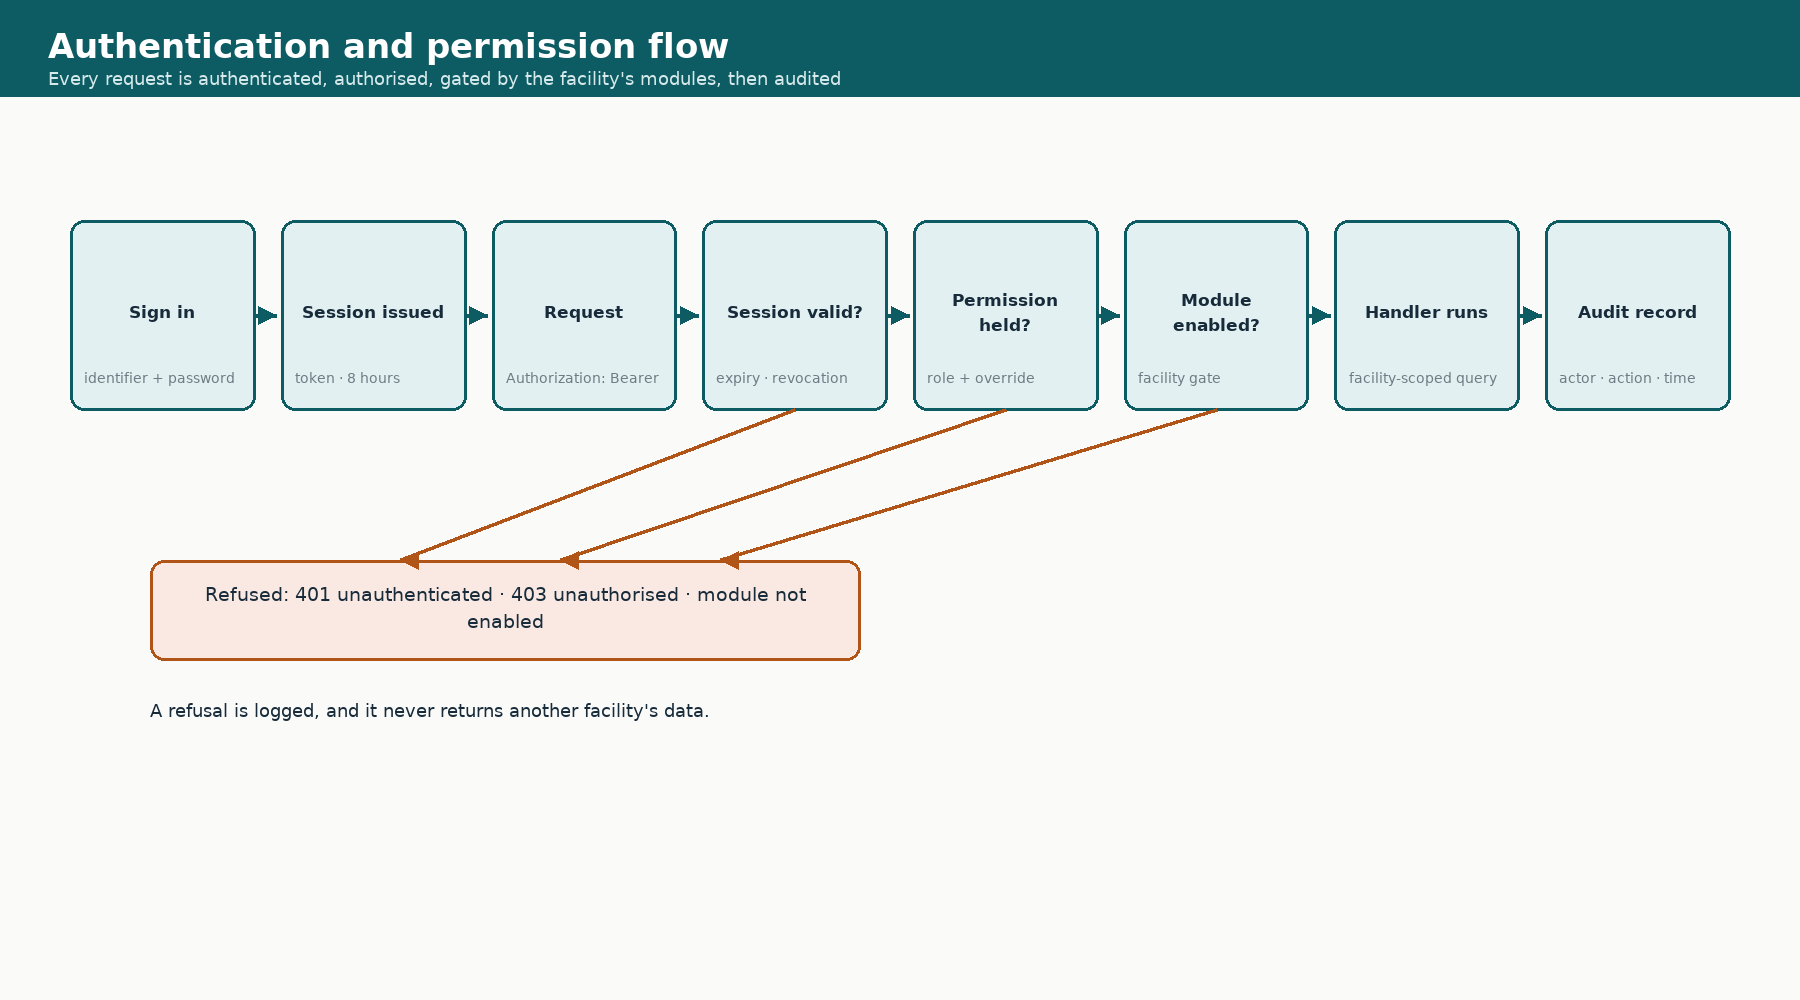 Authentication and permission flow
Every request is authenticated, authorised, gated by the facility's modules, then audited
Sign in
identifier + password
Session issued
token · 8 hours
Request
Authorization: Bearer
Session valid?
expiry · revocation
Permission
held?
role + override
Module
enabled?
facility gate
Handler runs
facility-scoped query
Audit record
actor · action · time
Refused: 401 unauthenticated · 403 unauthorised · module not
enabled
A refusal is logged, and it never returns another facility's data.